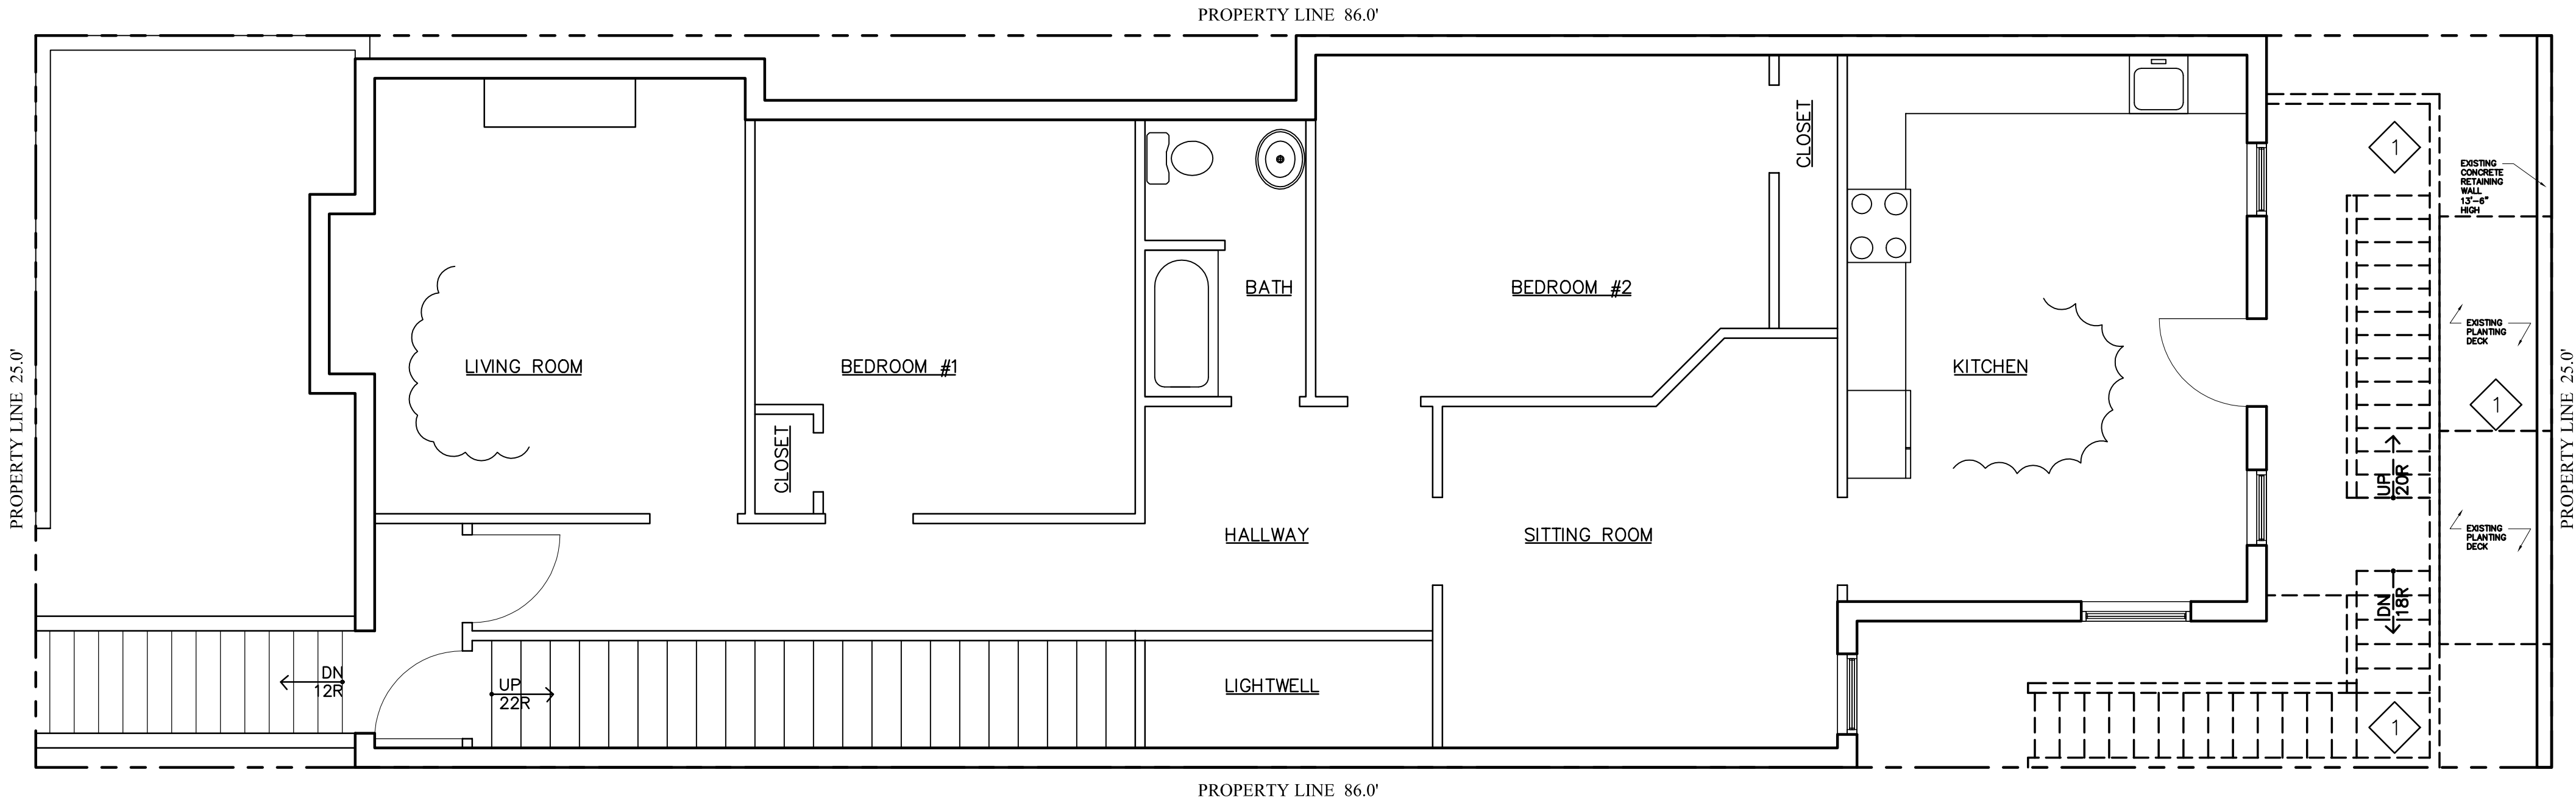 PROPERTY LINE 86.0'
CLOSET
1
EXISTING
CONCRETE
RETAINING
WALL
13'-6"
HIGH
BATH
BEDROOM #2
EXISTING
PLANTING
DECK
PROPERTY LINE 25.0'
LIVING ROOM
BEDROOM #1
KITCHEN
1
PROPERTY LINE 25.0'
CLOSET
UP
20R
HALLWAY
SITTING ROOM
EXISTING
PLANTING
DECK
DN
18R
DN
12R
UP
22R
LIGHTWELL
1
PROPERTY LINE 86.0'